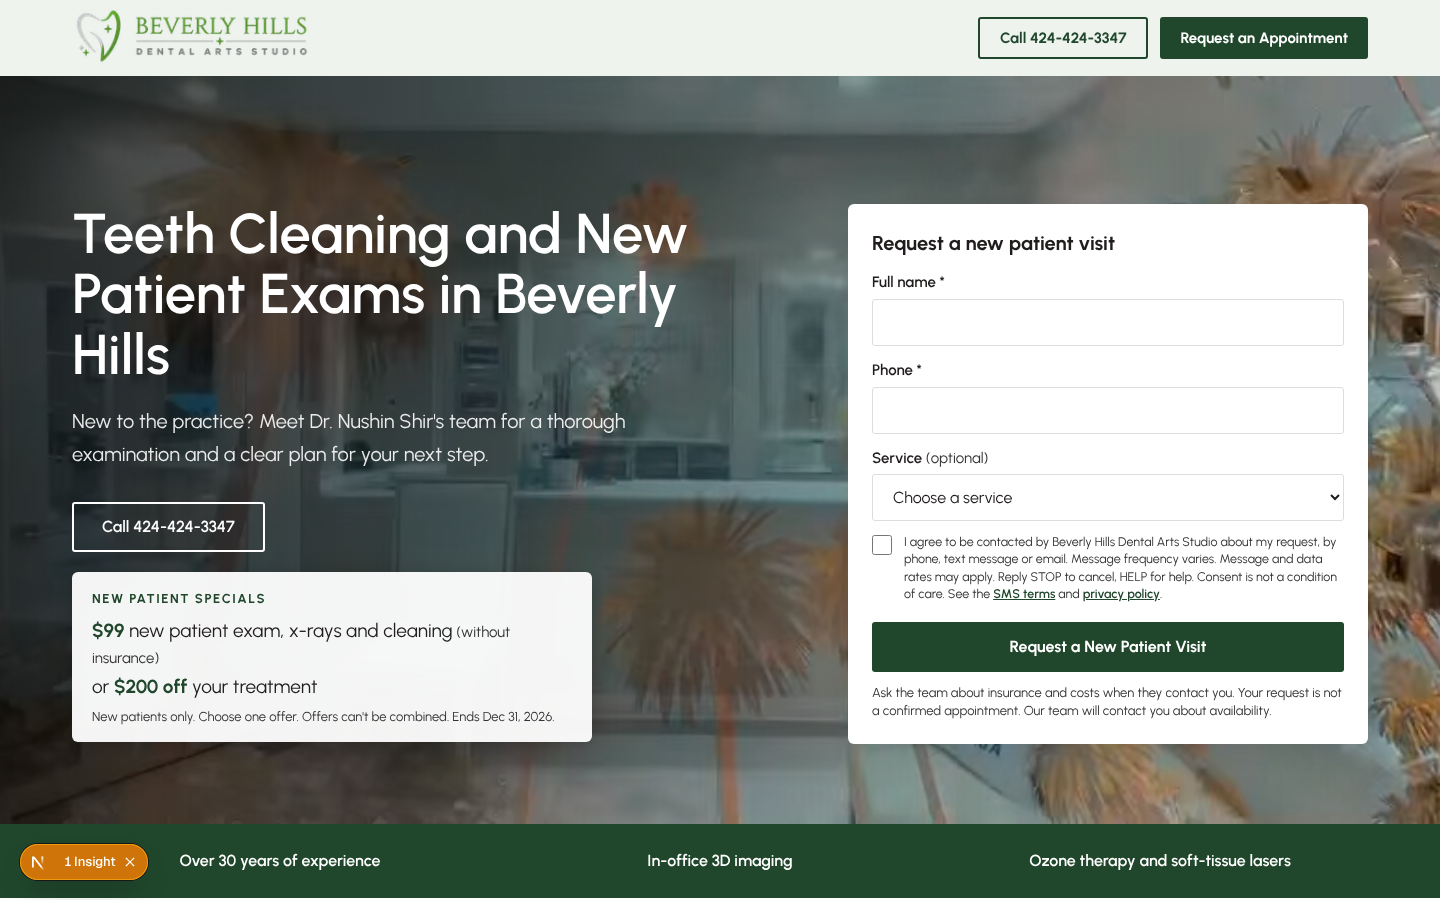 BEVERLY HILLS
DENTAL ARTS STUDIO
Call 424-424-3347
Request an Appointment
Teeth Cleaning and New
Patient Exams in Beverly
Hills
New to the practice? Meet Dr. Nushin Shir's team for a thorough
examination and a clear plan for your next step.
Call 424-424-3347
NEW PATIENT SPECIALS
$99 new patient exam, x-rays and cleaning (without
insurance)
or $200 off your treatment
New patients only. Choose one offer. Offers can't be combined. Ends Dec 31, 2026.
Request a new patient visit
Full name *
Phone *
Service (optional)
Choose a service
I agree to be contacted by Beverly Hills Dental Arts Studio about my request, by
phone, text message or email. Message frequency varies. Message and data
rates may apply. Reply STOP to cancel, HELP for help. Consent is not a condition
of care. See the SMS terms and privacy policy.
Request a New Patient Visit
Ask the team about insurance and costs when they contact you. Your request is not
a confirmed appointment. Our team will contact you about availability.
1 Insight
Over 30 years of experience
In-office 3D imaging
Ozone therapy and soft-tissue lasers